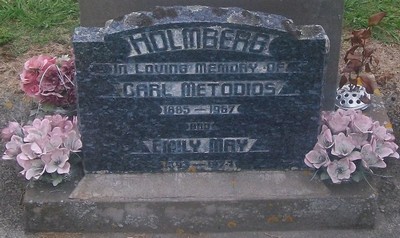 HOLMBERG
IN LOVING MEMORY OF
CARL METODIOS
1885 — 1967
AND
EMILY MAY